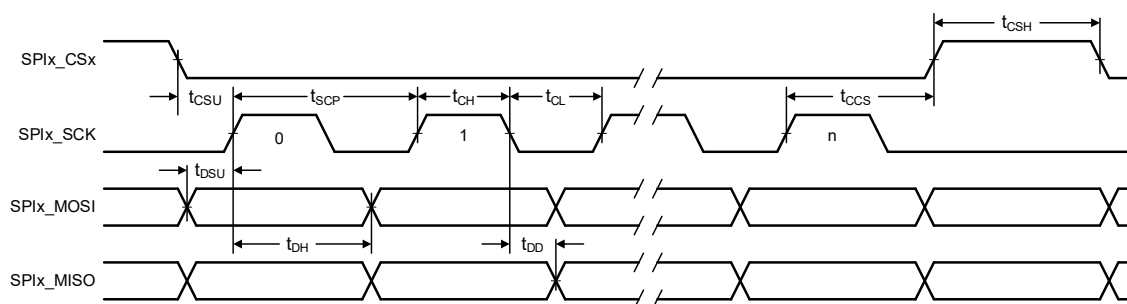 SPIx_CSx
tCSH
tCSU
tSCP
tCH
tCL
tCCS
SPIx_SCK
0
1
n
tDSU
SPIx_MOSI
tDH
tDD
SPIx_MISO